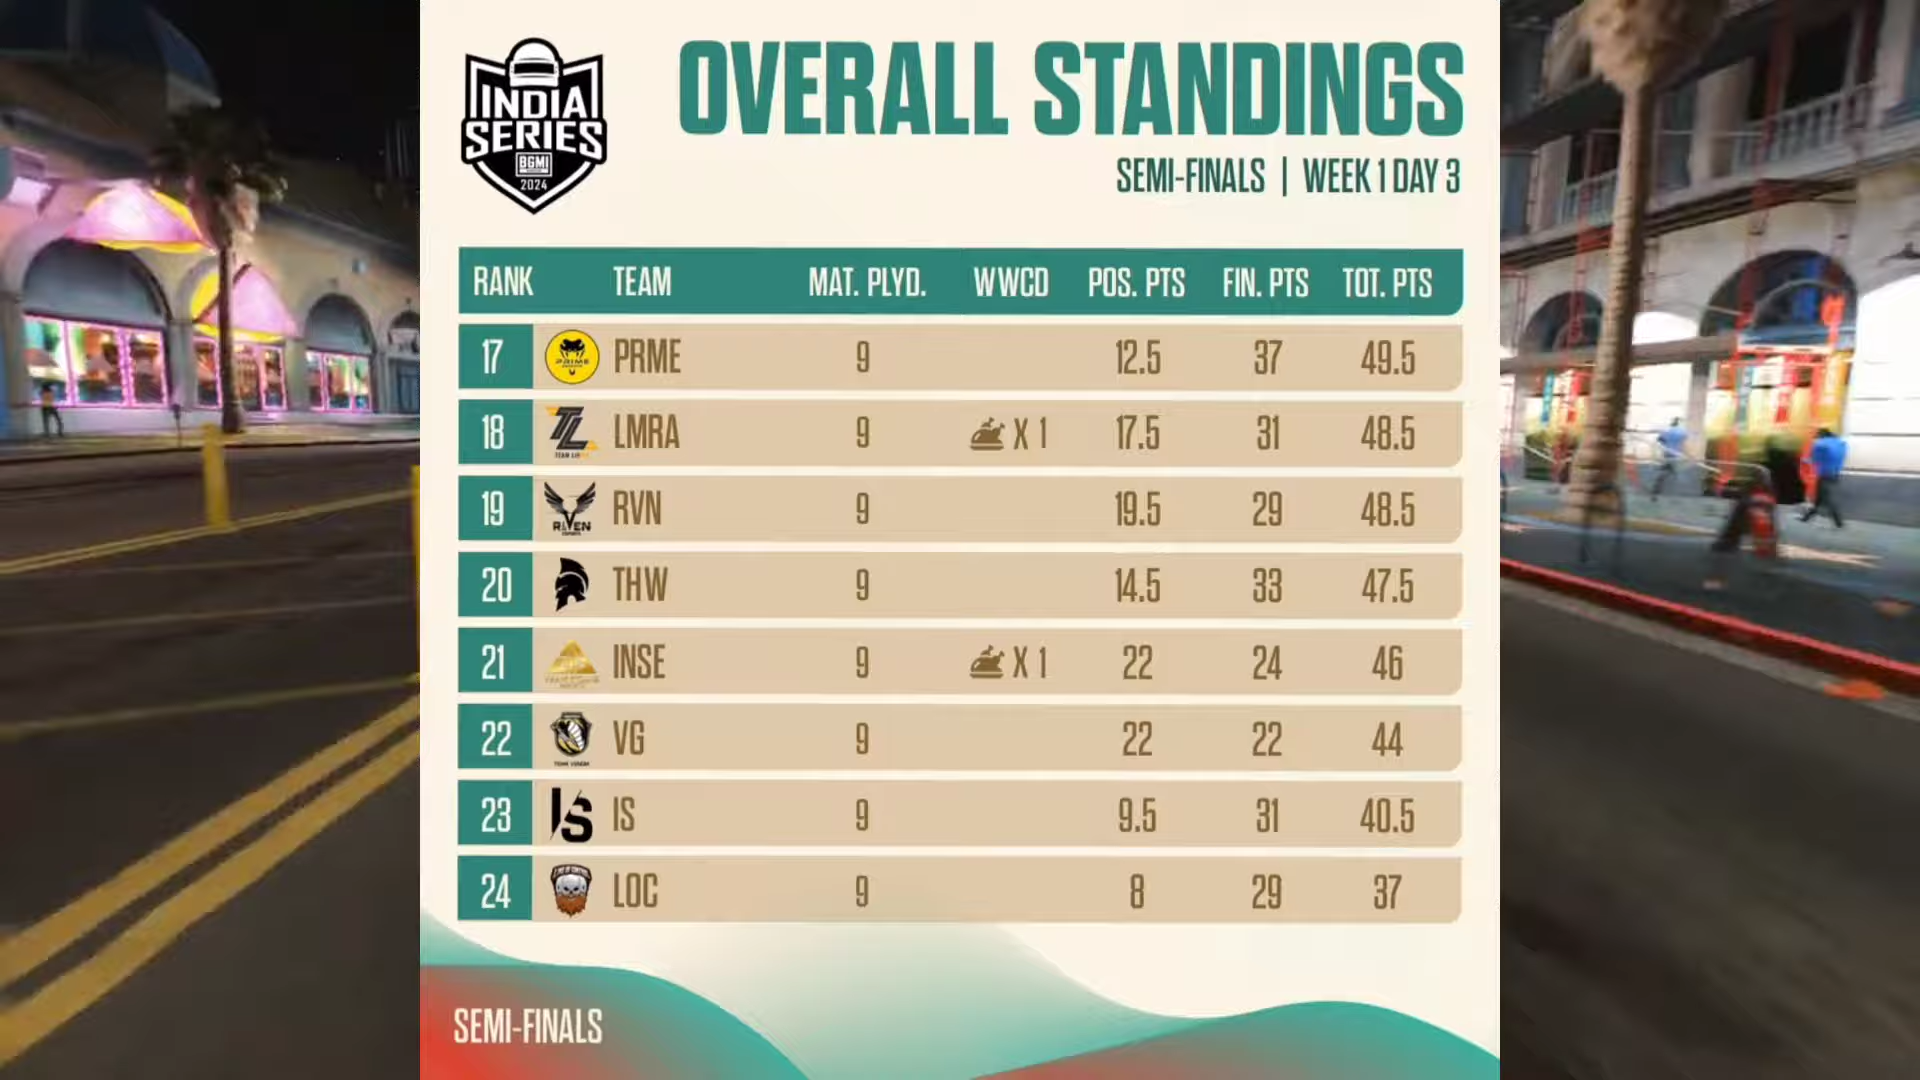 INDIA
SERIES
BGMI
2024
OVERALL STANDINGS
SEMI-FINALS | WEEK 1 DAY 3
RANK TEAM MAT. PLYD. WWCD POS. PTS FIN. PTS TOT. PTS
17 PRIME PRME 9 12.5 37 49.5
18 TL LMRA 9 X 1 17.5 31 48.5
19 RVN 9 19.5 29 48.5
20 THW 9 14.5 33 47.5
21 INSE 9 X 1 22 24 46
22 VG 9 22 22 44
23 IS IS 9 9.5 31 40.5
24 LOC 9 8 29 37
SEMI-FINALS